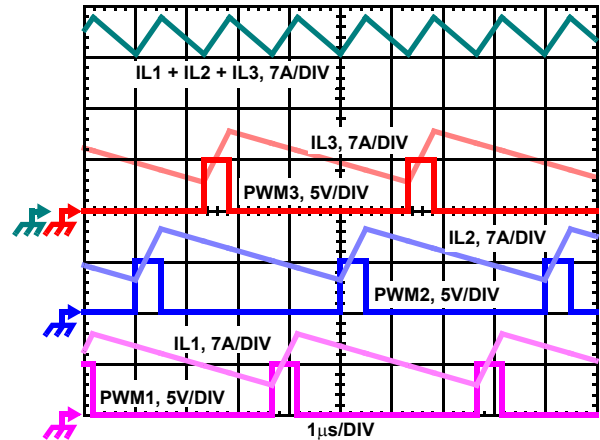 IL1 + IL2 + IL3, 7A/DIV
IL3, 7A/DIV
PWM3, 5V/DIV
IL2, 7A/DIV
PWM2, 5V/DIV
IL1, 7A/DIV
PWM1, 5V/DIV
1μs/DIV